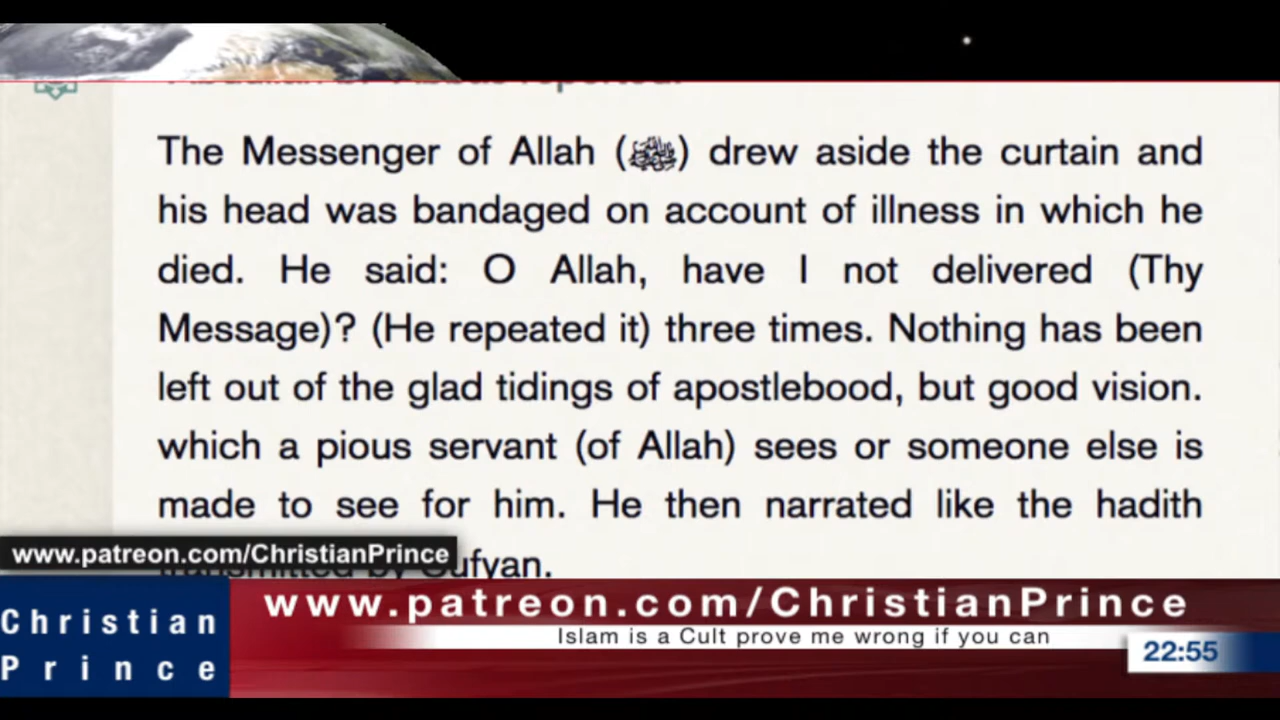 reported:
The Messenger of Allah (ﷺ) drew aside the curtain and
his head was bandaged on account of illness in which he
died. He said: O Allah, have I not delivered (Thy
Message)? (He repeated it) three times. Nothing has been
left out of the glad tidings of apostlebood, but good vision.
which a pious servant (of Allah) sees or someone else is
made to see for him. He then narrated like the hadith
www.patreon.com/ChristianPrince
transmitted by Sufyan.
www.patreon.com/ChristianPrince
Christian
Prince
Islam is a Cult prove me wrong if you can
22:55